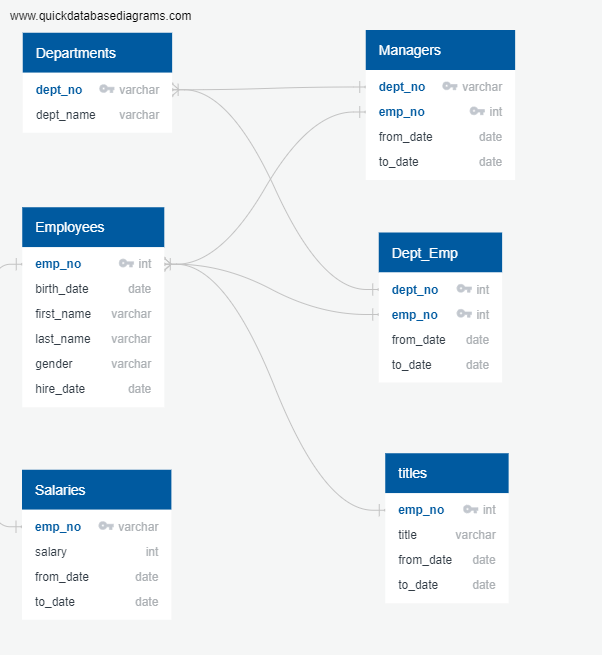 www.quickdatabasediagrams.com
Departments
dept_no varchar
dept_name varchar
Managers
dept_no varchar
emp_no int
from_date date
to_date date
Employees
emp_no int
birth_date date
first_name varchar
last_name varchar
gender varchar
hire_date date
Dept_Emp
dept_no int
emp_no int
from_date date
to_date date
Salaries
emp_no varchar
salary int
from_date date
to_date date
titles
emp_no int
title varchar
from_date date
to_date date